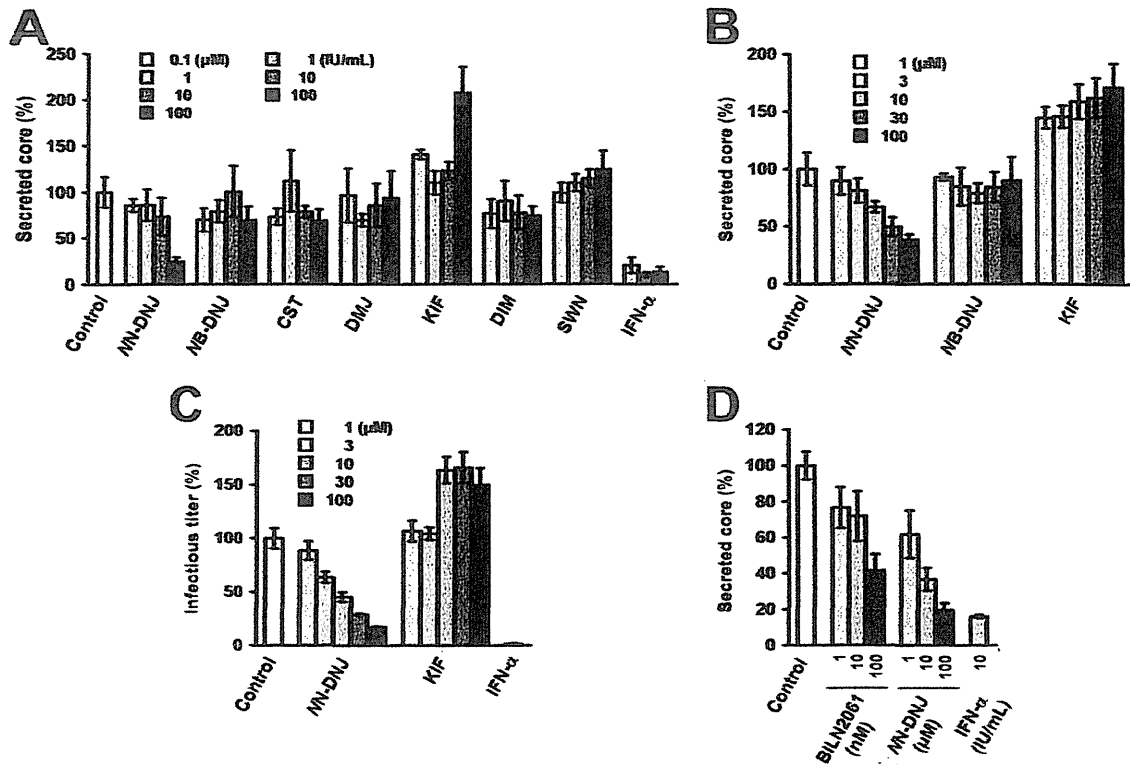 A
Secreted core (%)
250
200
150
100
50
0
0.1 (µM)
1
10
100
1 (IU/mL)
10
100
Control
NN-DNJ
NB-DNJ
CST
DMJ
KIF
DIM
SWN
IFN-α
B
Secreted core (%)
200
150
100
50
0
1 (µM)
3
10
30
100
Control
NN-DNJ
NB-DNJ
KIF
C
Infectious titer (%)
200
150
100
50
0
1 (µM)
3
10
30
100
Control
NN-DNJ
KIF
IFN-α
D
Secreted core (%)
120
100
80
60
40
20
0
Control
1 10 100
BILN2061
(nM)
1 10 100
NN-DNJ
(µM)
10
IFN-α
(IU/mL)